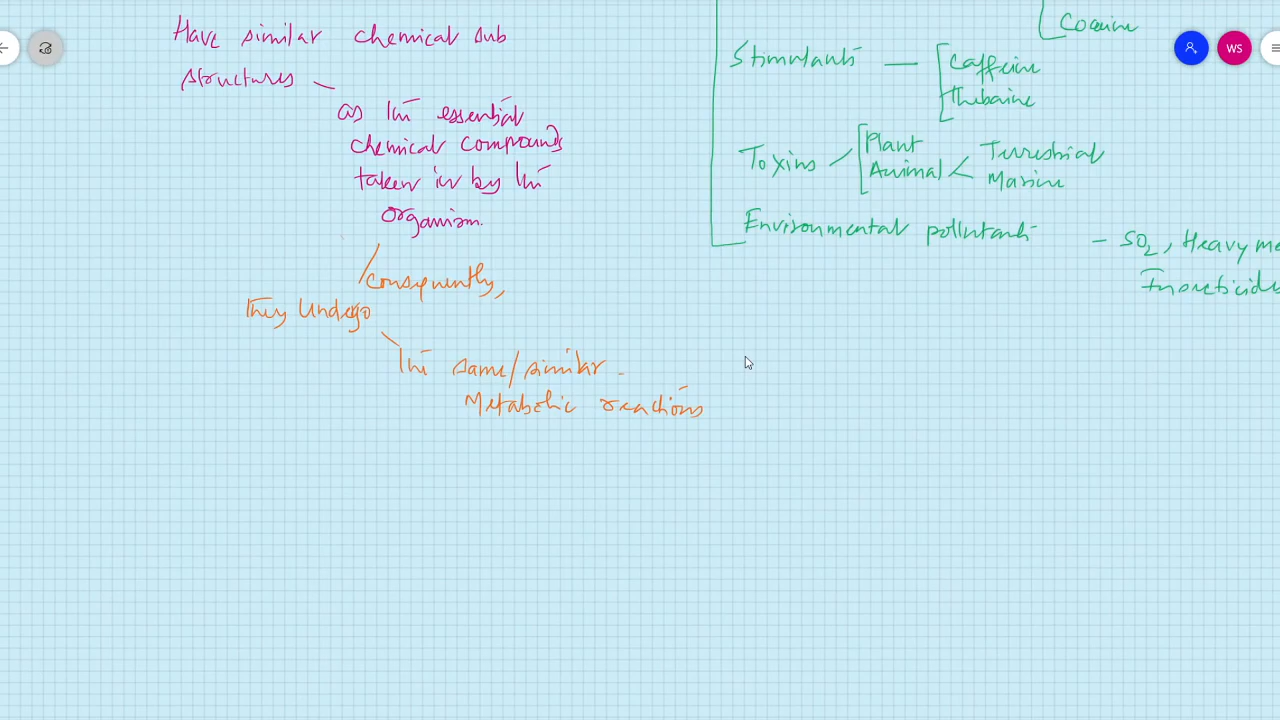 Have similar chemical sub
structures -
as the essential
chemical compounds
taken in by the
organism.
Consequently,
They Undergo
the same/similar
Metabolic reactions
Cocaine
Stimulants — Caffeine
Thebaine
Toxins Plant
Animal < Terrestrial
Marine
Environmental pollutants
- SO2, Heavy me
WS